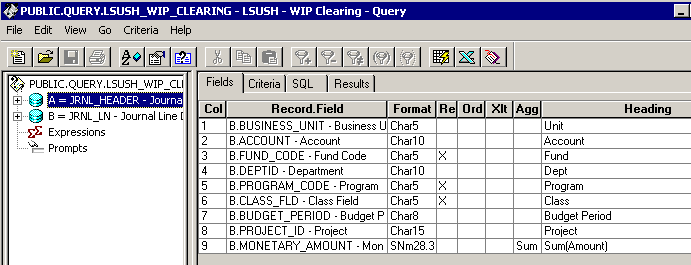 PUBLIC.QUERY.LSUSH_WIP_CLEARING - LSUSH - WIP Clearing - Query
File Edit View Go Criteria Help
PUBLIC.QUERY.LSUSH_WIP_CLE
A = JRNL_HEADER - Journa
B = JRNL_LN - Journal Line D
Expressions
Prompts
Fields Criteria SQL Results
Col Record.Field Format Re Ord Xlt Agg Heading
1 B.BUSINESS_UNIT - Business U Char5 Unit
2 B.ACCOUNT - Account Char10 Account
3 B.FUND_CODE - Fund Code Char5 X Fund
4 B.DEPTID - Department Char10 Dept
5 B.PROGRAM_CODE - Program Char5 X Program
6 B.CLASS_FLD - Class Field Char5 X Class
7 B.BUDGET_PERIOD - Budget P Char8 Budget Period
8 B.PROJECT_ID - Project Char15 Project
9 B.MONETARY_AMOUNT - Mon SNm28.3 Sum Sum(Amount)